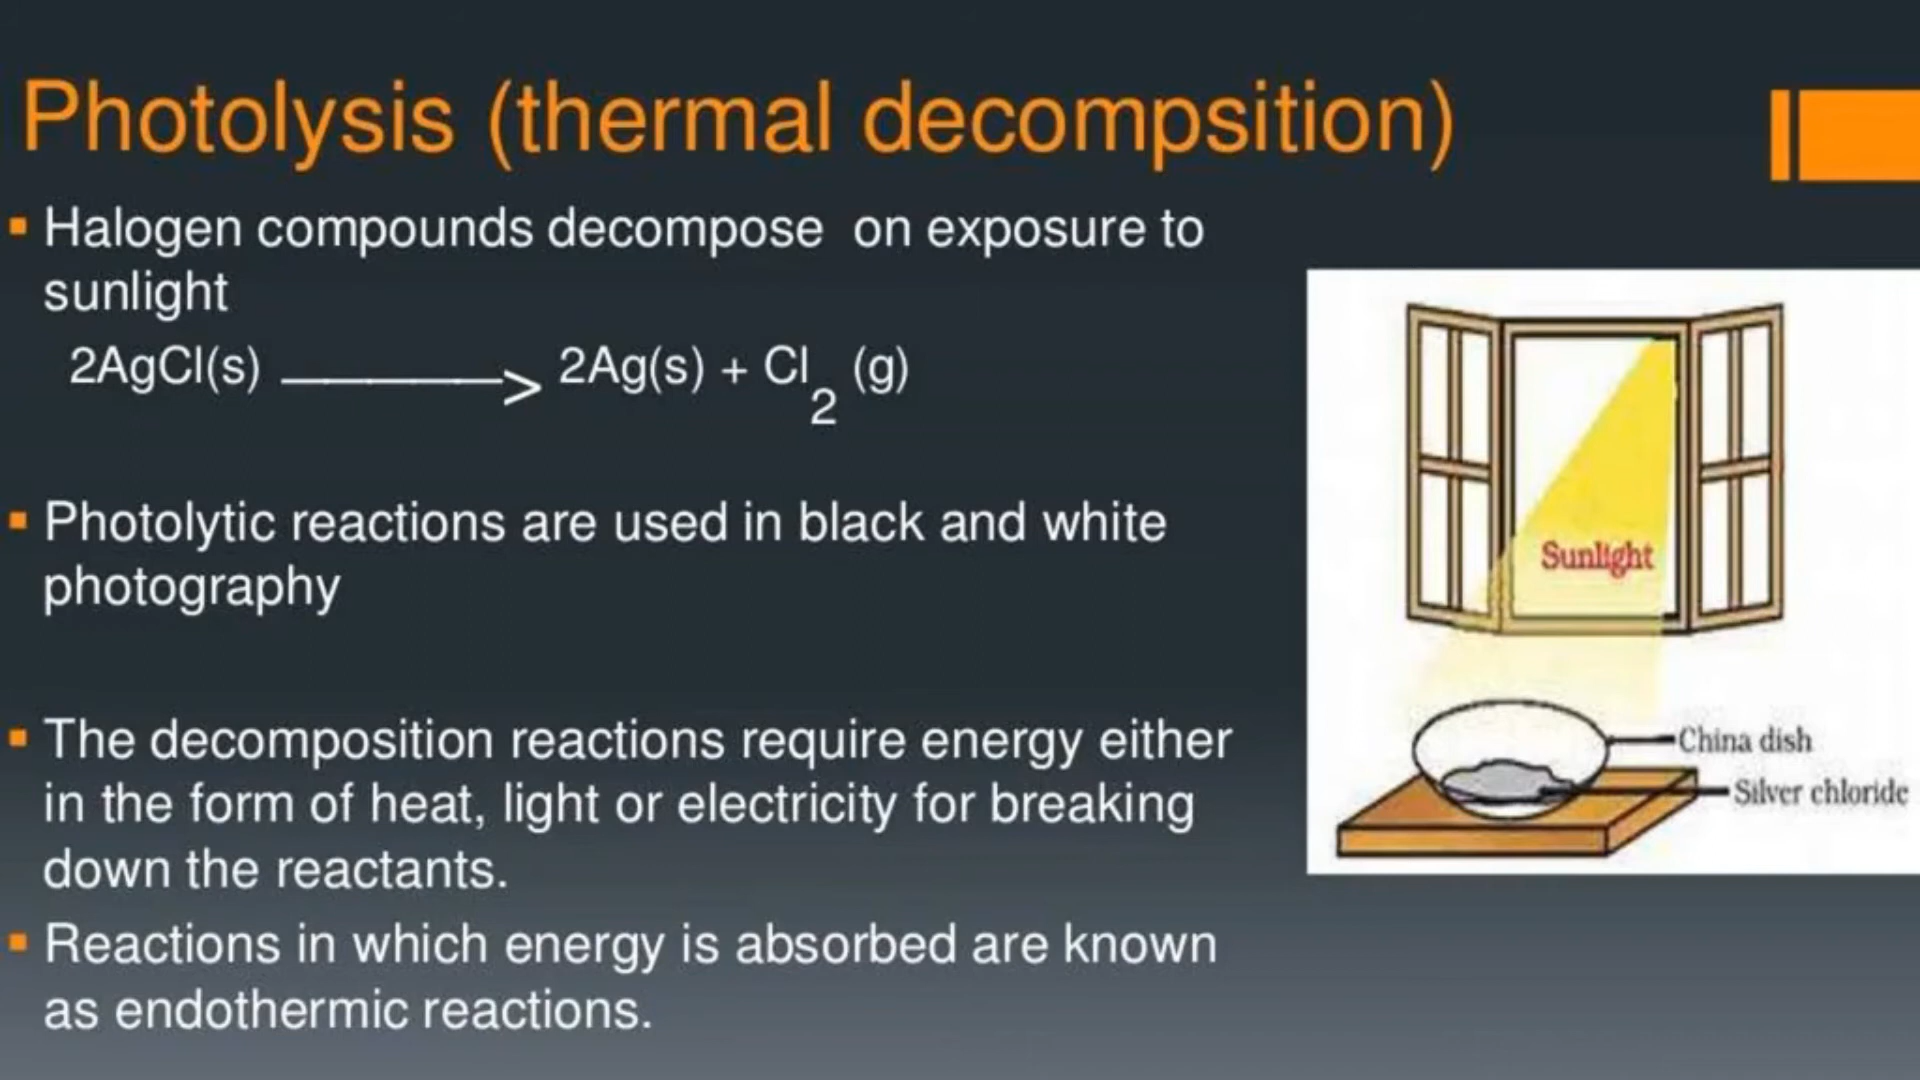 Photolysis (thermal decompsition)
▪ Halogen compounds decompose on exposure to
sunlight
2AgCl(s) ————> 2Ag(s) + Cl2 (g)
▪ Photolytic reactions are used in black and white
photography
▪ The decomposition reactions require energy either
in the form of heat, light or electricity for breaking
down the reactants.
▪ Reactions in which energy is absorbed are known
as endothermic reactions.
Sunlight
China dish
Silver chloride